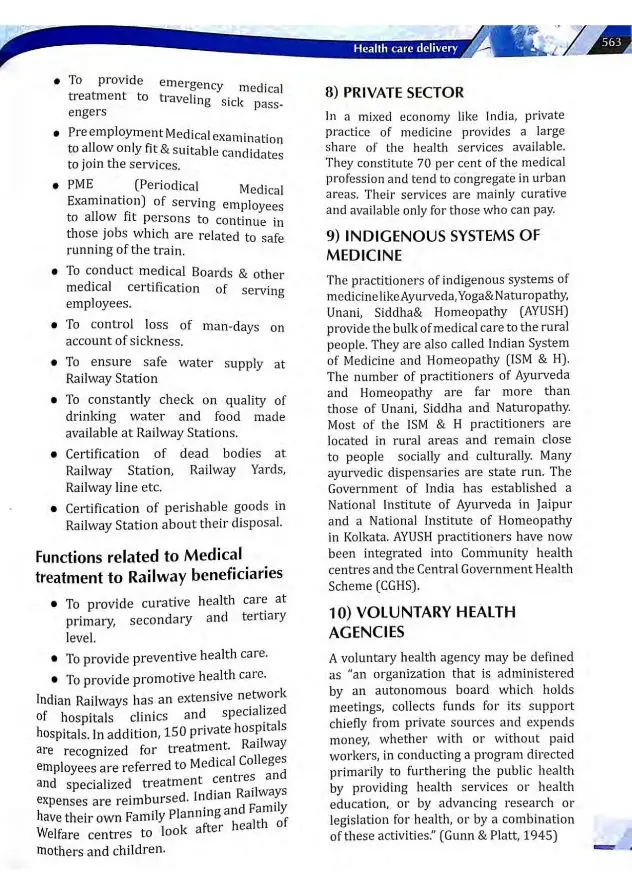 Health care delivery
563
• To provide emergency medical
treatment to traveling sick pass-
engers
• Pre employment Medical examination
to allow only fit & suitable candidates
to join the services.
• PME (Periodical Medical
Examination) of serving employees
to allow fit persons to continue in
those jobs which are related to safe
running of the train.
• To conduct medical Boards & other
medical certification of serving
employees.
• To control loss of man-days on
account of sickness.
• To ensure safe water supply at
Railway Station
• To constantly check on quality of
drinking water and food made
available at Railway Stations.
• Certification of dead bodies at
Railway Station, Railway Yards,
Railway line etc.
• Certification of perishable goods in
Railway Station about their disposal.
Functions related to Medical
treatment to Railway beneficiaries
• To provide curative health care at
primary, secondary and tertiary
level.
• To provide preventive health care.
• To provide promotive health care.
Indian Railways has an extensive network
of hospitals clinics and specialized
hospitals. In addition, 150 private hospitals
are recognized for treatment. Railway
employees are referred to Medical Colleges
and specialized treatment centres and
expenses are reimbursed. Indian Railways
have their own Family Planning and Family
Welfare centres to look after health of
mothers and children.
8) PRIVATE SECTOR
In a mixed economy like India, private
practice of medicine provides a large
share of the health services available.
They constitute 70 per cent of the medical
profession and tend to congregate in urban
areas. Their services are mainly curative
and available only for those who can pay.
9) INDIGENOUS SYSTEMS OF
MEDICINE
The practitioners of indigenous systems of
medicine like Ayurveda, Yoga& Naturopathy,
Unani, Siddha& Homeopathy (AYUSH)
provide the bulk of medical care to the rural
people. They are also called Indian System
of Medicine and Homeopathy (ISM & H).
The number of practitioners of Ayurveda
and Homeopathy are far more than
those of Unani, Siddha and Naturopathy.
Most of the ISM & H practitioners are
located in rural areas and remain close
to people socially and culturally. Many
ayurvedic dispensaries are state run. The
Government of India has established a
National Institute of Ayurveda in Jaipur
and a National Institute of Homeopathy
in Kolkata. AYUSH practitioners have now
been integrated into Community health
centres and the Central Government Health
Scheme (CGHS).
10) VOLUNTARY HEALTH
AGENCIES
A voluntary health agency may be defined
as "an organization that is administered
by an autonomous board which holds
meetings, collects funds for its support
chiefly from private sources and expends
money, whether with or without paid
workers, in conducting a program directed
primarily to furthering the public health
by providing health services or health
education, or by advancing research or
legislation for health, or by a combination
of these activities." (Gunn & Platt, 1945)